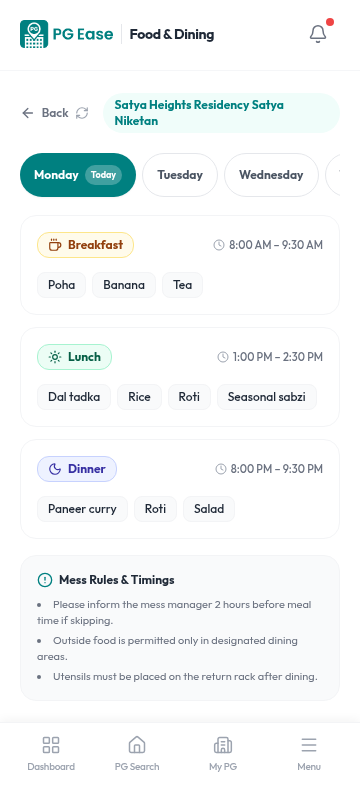 PG
PG Ease
Food & Dining
Back
Satya Heights Residency Satya
Niketan
Monday Today Tuesday Wednesday
Breakfast 8:00 AM – 9:30 AM
Poha Banana Tea
Lunch 1:00 PM – 2:30 PM
Dal tadka Rice Roti Seasonal sabzi
Dinner 8:00 PM – 9:30 PM
Paneer curry Roti Salad
Mess Rules & Timings
• Please inform the mess manager 2 hours before meal
time if skipping.
• Outside food is permitted only in designated dining
areas.
• Utensils must be placed on the return rack after dining.
Dashboard PG Search My PG Menu